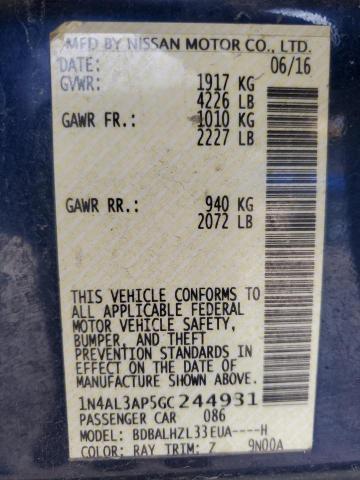 MFD BY NISSAN MOTOR CO., LTD.
DATE: 06/16
GVWR: 1917 KG
4226 LB
GAWR FR.: 1010 KG
2227 LB
GAWR RR.: 940 KG
2072 LB
THIS VEHICLE CONFORMS TO
ALL APPLICABLE FEDERAL
MOTOR VEHICLE SAFETY,
BUMPER, AND THEFT
PREVENTION STANDARDS
IN EFFECT ON THE DATE
OF MANUFACTURE SHOWN
ABOVE.
1N4AL3AP5GC244931
PASSENGER CAR 086
MODEL: BDBALHZL33EUA----H
COLOR: RAY TRIM: 7 9N00A